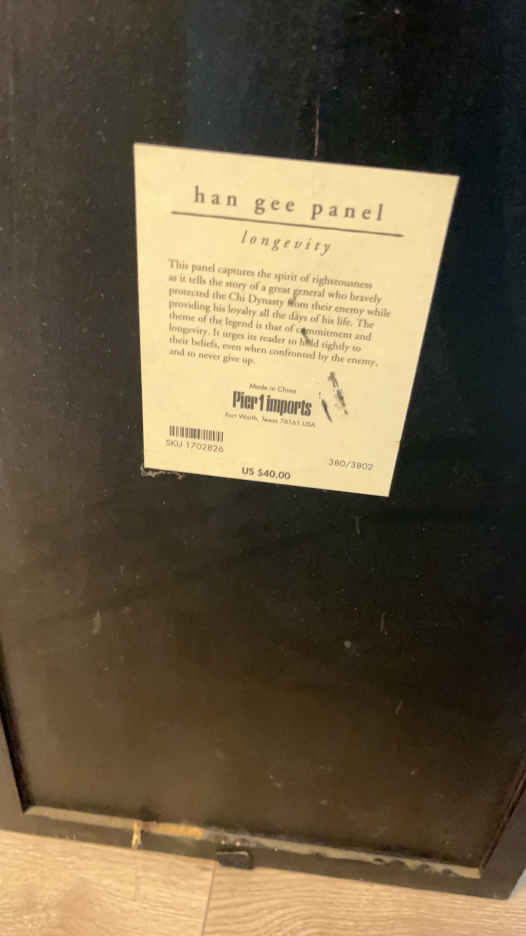 han gee panel
longevity
This panel captures the spirit of righteousness
as it tells the story of a great general who bravely
protected the Chi Dynasty from their enemy while
providing his loyalty all the days of his life. The
theme of the legend is that of commitment and
longevity. It urges its reader to hold tightly to
their beliefs, even when confronted by the enemy,
and to never give up.
Made in China
Pier 1 imports
Fort Worth, Texas 76161 USA
SKU 1702826
380/3802
US $40.00